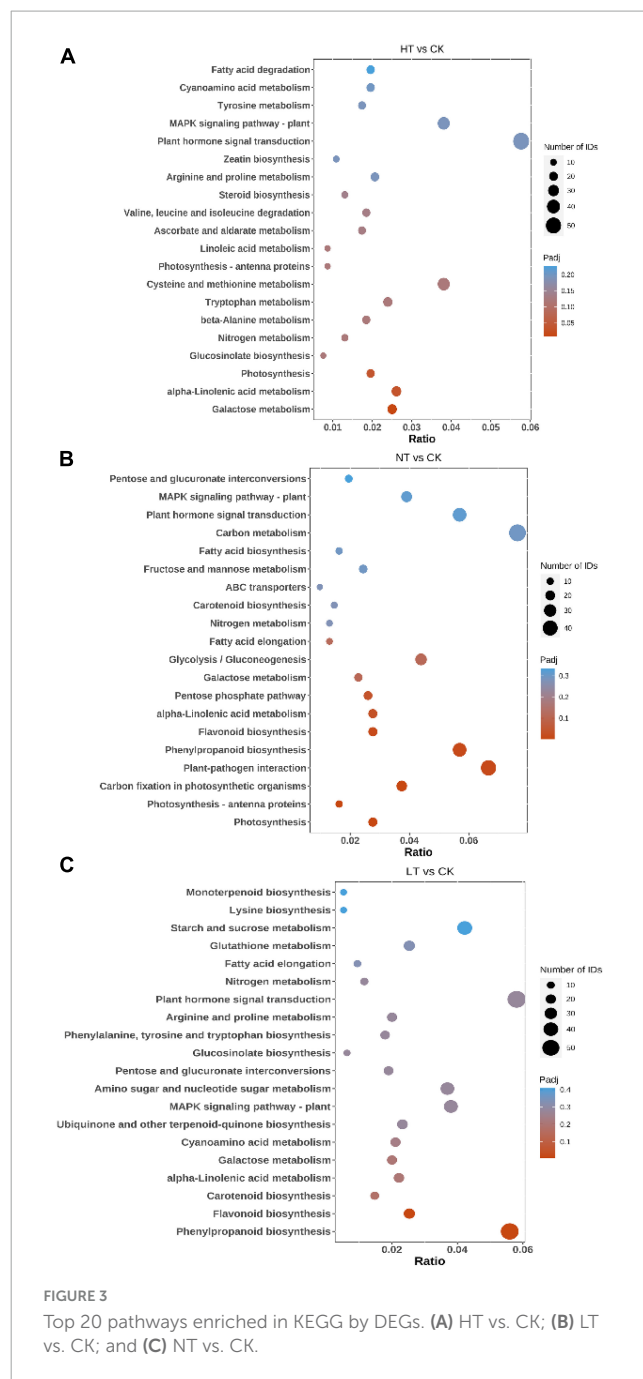 A
HT vs CK
Fatty acid degradation
Cyanoamino acid metabolism
Tyrosine metabolism
MAPK signaling pathway - plant
Plant hormone signal transduction
Zeatin biosynthesis
Arginine and proline metabolism
Steroid biosynthesis
Valine, leucine and isoleucine degradation
Ascorbate and aldarate metabolism
Linoleic acid metabolism
Photosynthesis - antenna proteins
Cysteine and methionine metabolism
Tryptophan metabolism
beta-Alanine metabolism
Nitrogen metabolism
Glucosinolate biosynthesis
Photosynthesis
alpha-Linolenic acid metabolism
Galactose metabolism
0.01 0.02 0.03 0.04 0.05 0.06
Ratio
Number of IDs
10
20
30
40
50
Padj
0.20
0.15
0.10
0.05
B
NT vs CK
Pentose and glucuronate interconversions
MAPK signaling pathway - plant
Plant hormone signal transduction
Carbon metabolism
Fatty acid biosynthesis
Fructose and mannose metabolism
ABC transporters
Carotenoid biosynthesis
Nitrogen metabolism
Fatty acid elongation
Glycolysis / Gluconeogenesis
Galactose metabolism
Pentose phosphate pathway
alpha-Linolenic acid metabolism
Flavonoid biosynthesis
Phenylpropanoid biosynthesis
Plant-pathogen interaction
Carbon fixation in photosynthetic organisms
Photosynthesis - antenna proteins
Photosynthesis
0.02 0.04 0.06
Ratio
Number of IDs
10
20
30
40
Padj
0.3
0.2
0.1
C
LT vs CK
Monoterpenoid biosynthesis
Lysine biosynthesis
Starch and sucrose metabolism
Glutathione metabolism
Fatty acid elongation
Nitrogen metabolism
Plant hormone signal transduction
Arginine and proline metabolism
Phenylalanine, tyrosine and tryptophan biosynthesis
Glucosinolate biosynthesis
Pentose and glucuronate interconversions
Amino sugar and nucleotide sugar metabolism
MAPK signaling pathway - plant
Ubiquinone and other terpenoid-quinone biosynthesis
Cyanoamino acid metabolism
Galactose metabolism
alpha-Linolenic acid metabolism
Carotenoid biosynthesis
Flavonoid biosynthesis
Phenylpropanoid biosynthesis
0.02 0.04 0.06
Ratio
Number of IDs
10
20
30
40
50
Padj
0.4
0.3
0.2
0.1
FIGURE 3
Top 20 pathways enriched in KEGG by DEGs. (A) HT vs. CK; (B) LT
vs. CK; and (C) NT vs. CK.